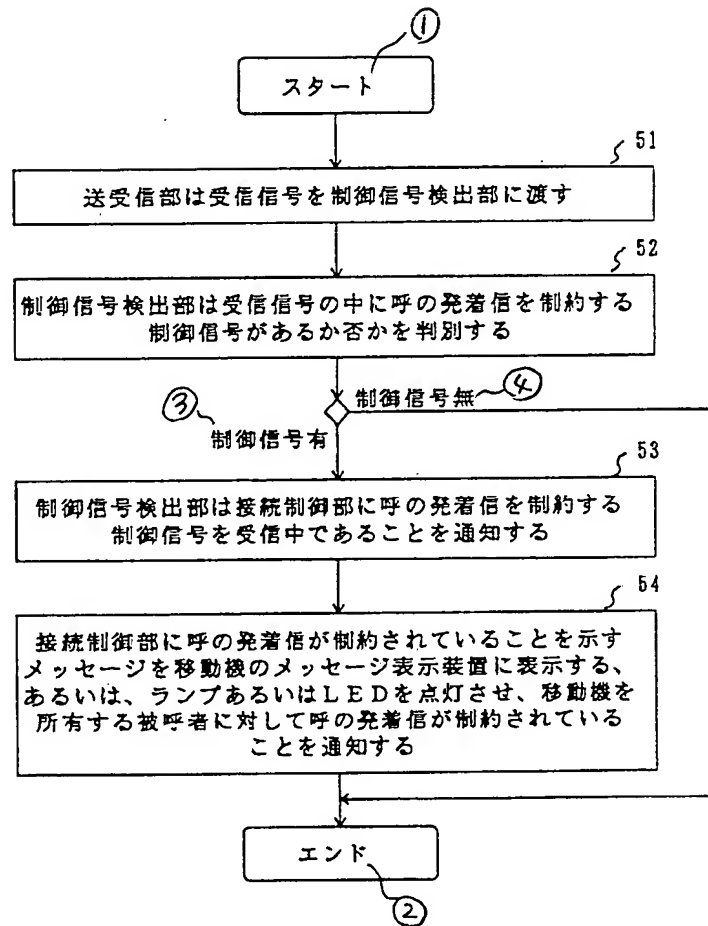 ①
スタート
51
送受信部は受信信号を制御信号検出部に渡す
52
制御信号検出部は受信信号の中に呼の発着信を制約する
制御信号があるか否かを判別する
④
制御信号無
③
制御信号有
53
制御信号検出部は接続制御部に呼の発着信を制約する
制御信号を受信中であることを通知する
54
接続制御部に呼の発着信が制約されていることを示す
メッセージを移動機のメッセージ表示装置に表示する、
あるいは、ランプあるいはLEDを点灯させ、移動機を
所有する被呼者に対して呼の発着信が制約されている
ことを通知する
エンド
②